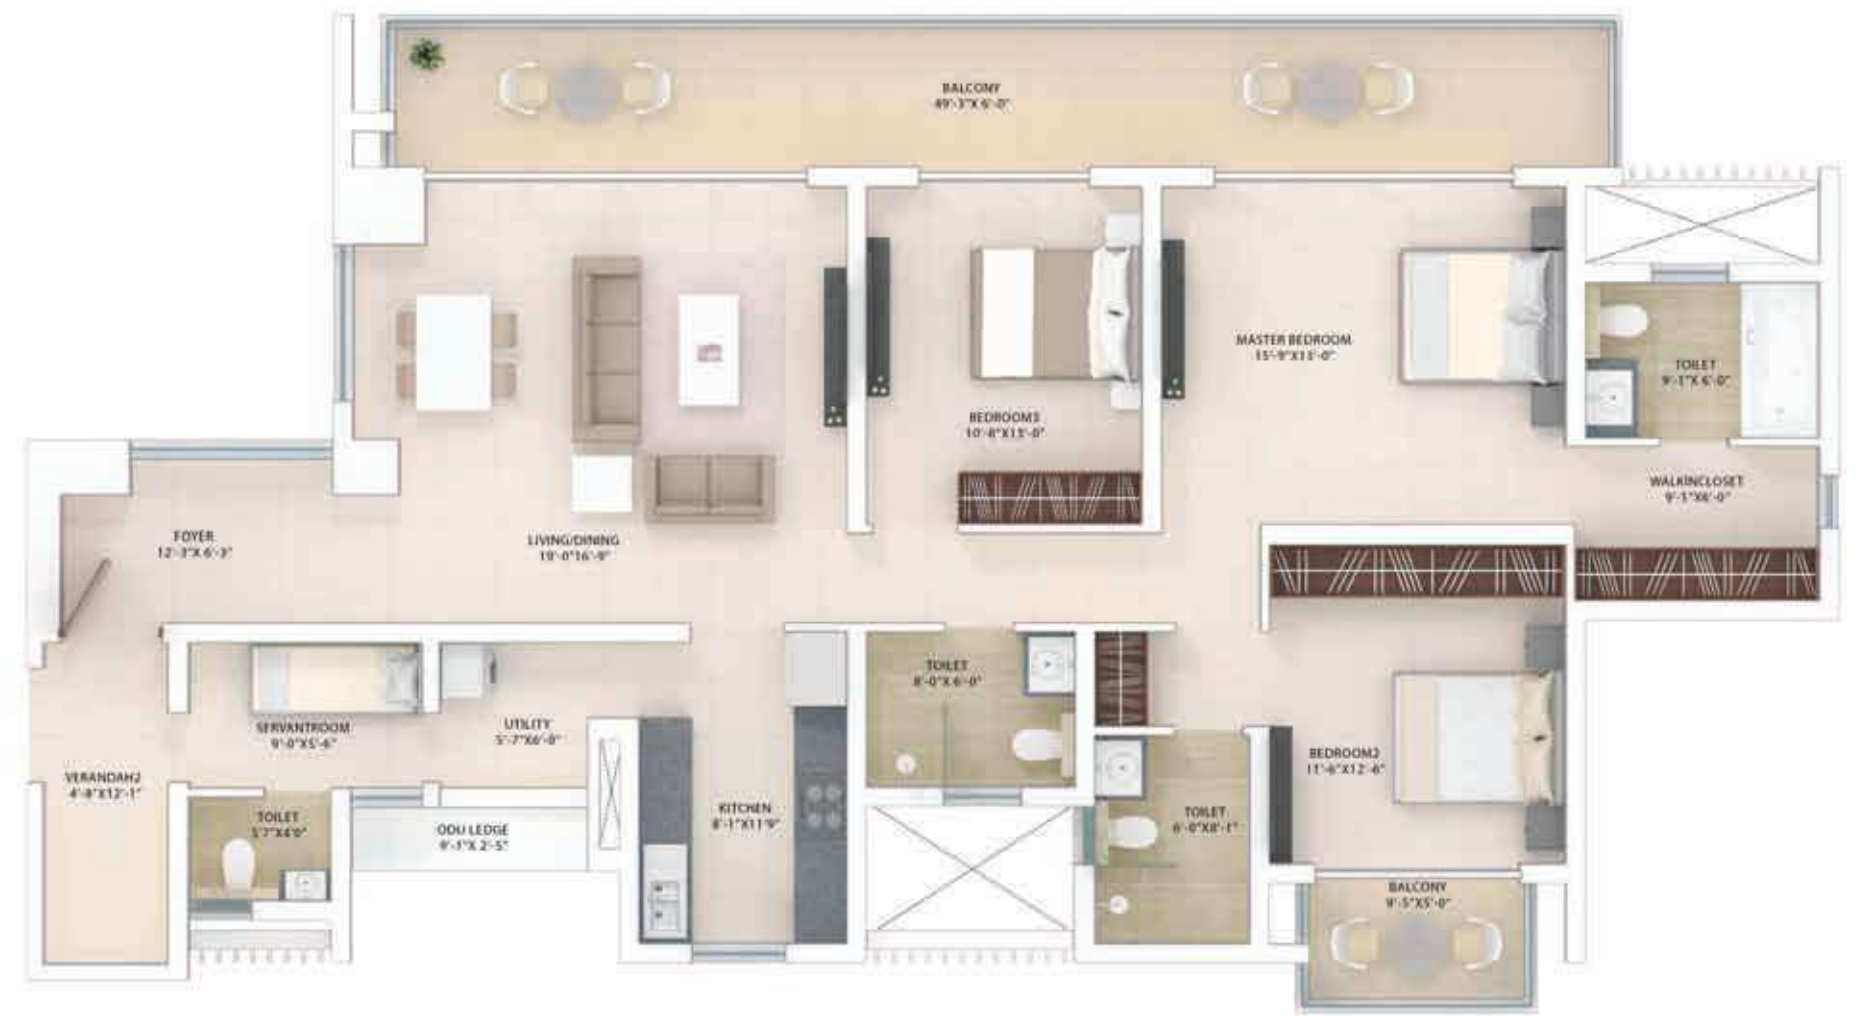 BALCONY
49'-3"X 6'-0"
MASTER BEDROOM
15'-9"X13'-0"
TOILET
9'-1"X 6'-0"
BEDROOM3
10'-8"X13'-0"
WALKINCLOSET
9'-1"X6'-0"
FOYER
12'-3"X 6'-3"
LIVING/DINING
19'-0"16'-9"
TOILET
8'-0"X 6'-0"
SERVANTROOM
9'-0"X5'-6"
UTILITY
5'-7"X6'-0"
BEDROOM2
11'-6"X12'-6"
VERANDAH2
4'-8"X12'-1"
TOILET
5'7"X4'0"
ODU LEDGE
9'-1"X 2'-5"
KITCHEN
8'-1"X11'9"
TOILET
6'-0"X8'-1"
BALCONY
9'-5"X5'-0"